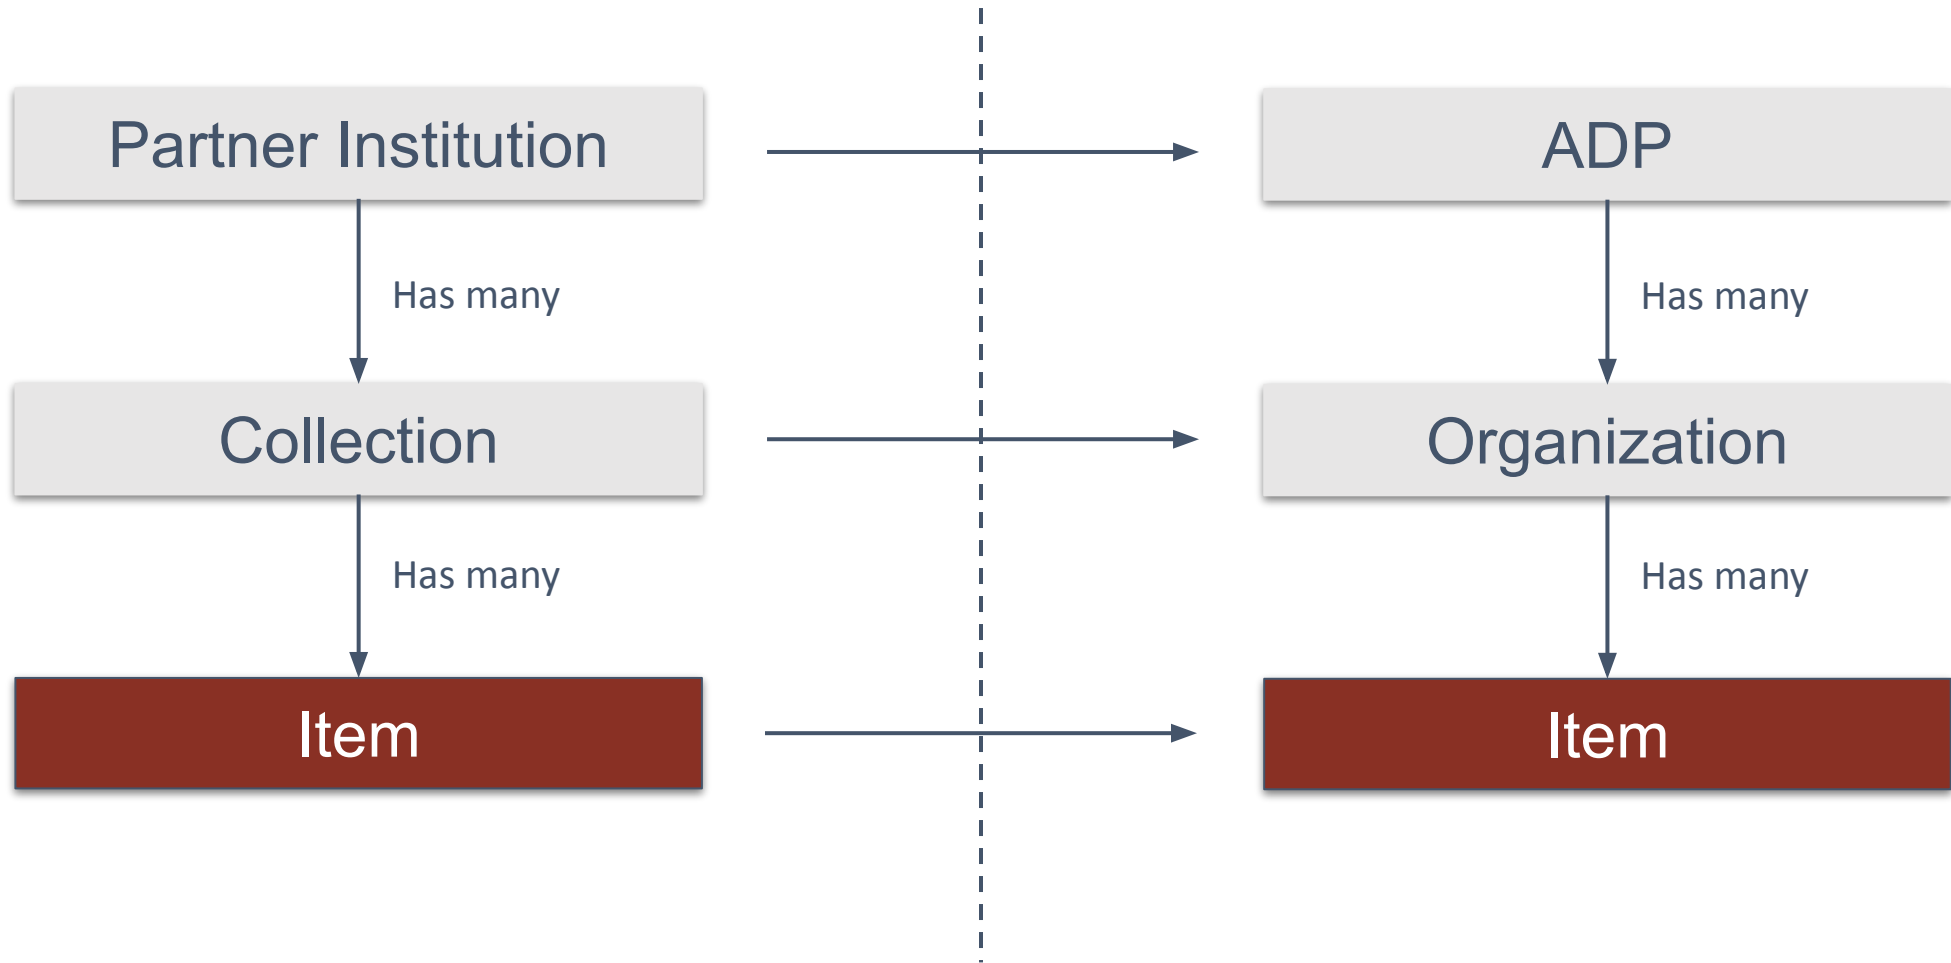 Partner Institution
ADP
Has many
Has many
Collection
Organization
Has many
Has many
Item
Item